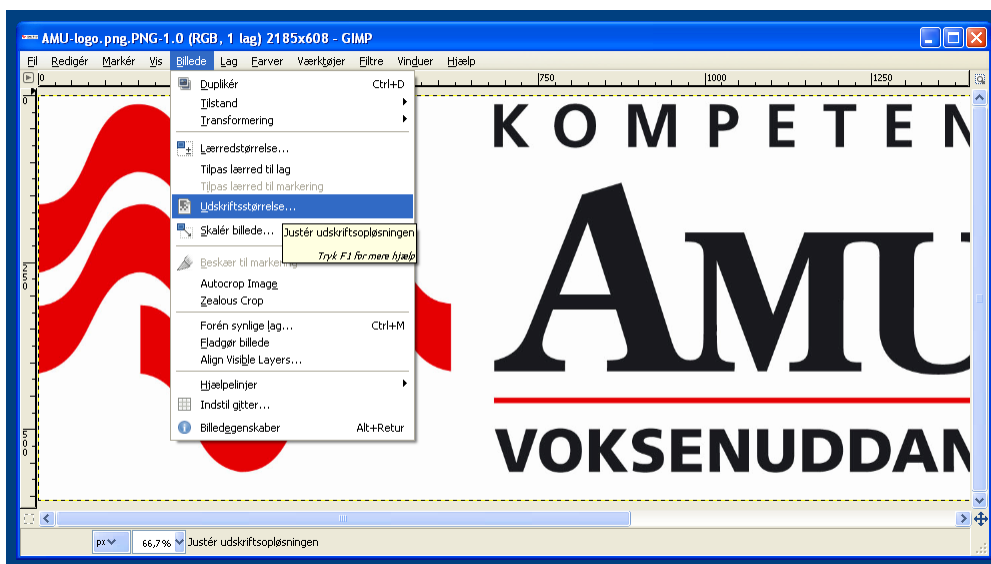 AMU-logo.png.PNG-1.0 (RGB, 1 lag) 2185x608 - GIMP
Fil Redigér Markér Vis Billede Lag Farver Værktøjer Filtre Vinduer Hjælp
0 750 1000 1250
0
250
500
Duplikér Ctrl+D
Tilstand
Transformering
Lærredstørrelse...
Tilpas lærred til lag
Tilpas lærred til markering
Udskriftsstørrelse...
Skalér billede...
Justér udskriftsopløsningen
Tryk F1 for mere hjælp
Beskær til markering
Autocrop Image
Zealous Crop
Forén synlige lag... Ctrl+M
Fladgør billede
Align Visible Layers...
Hjælpelinjer
Indstil gitter...
Billedegenskaber Alt+Retur
KOMPETEN
AMU
VOKSENUDDAN
px 66,7% Justér udskriftsopløsningen